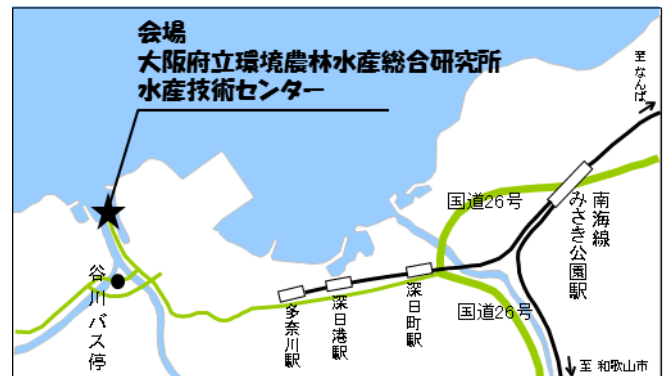 会場
大阪府立環境農林水産総合研究所
水産技術センター
至 なんば
国道26号
南海線
みさき公園駅
谷川バス停
多奈川駅
深日港駅
深日町駅
国道26号
至 和歌山市